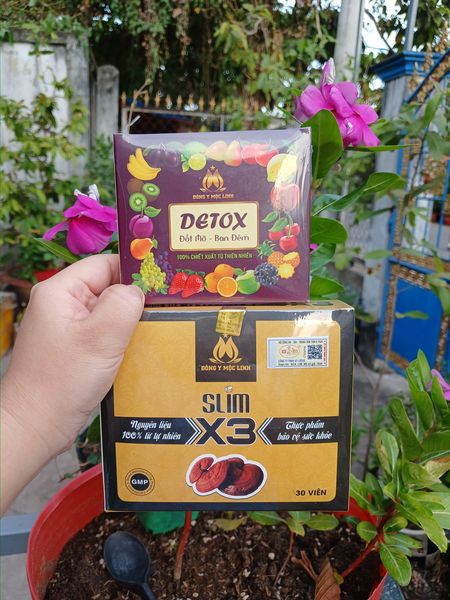 ĐÔNG Y MỘC LINH
DETOX
Đốt Mỡ - Ban Đêm
100% CHIẾT XUẤT TỪ THIÊN NHIÊN
ĐÔNG Y MỘC LINH
SLIM
X3
Nguyên liệu
100% từ tự nhiên
Thực phẩm
bảo vệ sức khỏe
GMP
30 VIÊN